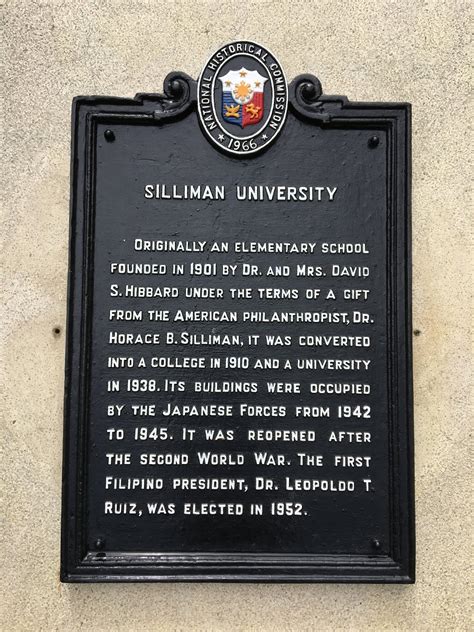 NATIONAL HISTORICAL COMMISSION
1966
SILLIMAN UNIVERSITY
ORIGINALLY AN ELEMENTARY SCHOOL
FOUNDED IN 1901 BY DR. AND MRS. DAVID
S. HIBBARD UNDER THE TERMS OF A GIFT
FROM THE AMERICAN PHILANTHROPIST, DR.
HORACE B. SILLIMAN, IT WAS CONVERTED
INTO A COLLEGE IN 1910 AND A UNIVERSITY
IN 1938. ITS BUILDINGS WERE OCCUPIED
BY THE JAPANESE FORCES FROM 1942
TO 1945. IT WAS REOPENED AFTER
THE SECOND WORLD WAR. THE FIRST
FILIPINO PRESIDENT, DR. LEOPOLDO T
RUIZ, WAS ELECTED IN 1952.